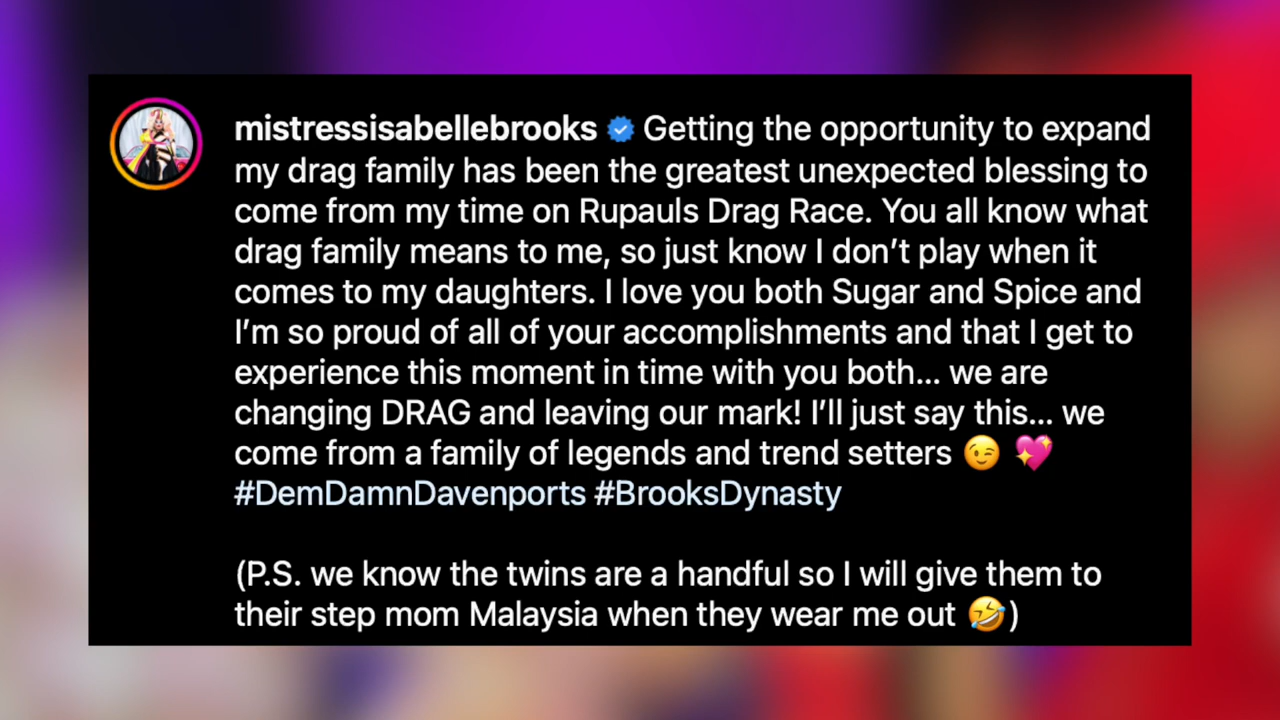 mistressisabellebrooks Getting the opportunity to expand
my drag family has been the greatest unexpected blessing to
come from my time on Rupauls Drag Race. You all know what
drag family means to me, so just know I don’t play when it
comes to my daughters. I love you both Sugar and Spice and
I’m so proud of all of your accomplishments and that I get to
experience this moment in time with you both... we are
changing DRAG and leaving our mark! I’ll just say this... we
come from a family of legends and trend setters 😉 💖
#DemDamnDavenports #BrooksDynasty
(P.S. we know the twins are a handful so I will give them to
their step mom Malaysia when they wear me out 🤣)